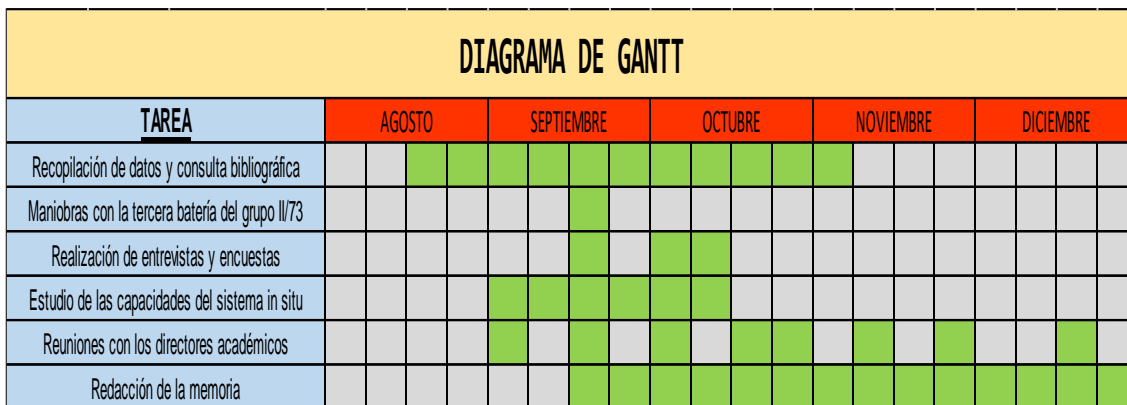 DIAGRAMA DE GANTT
TAREA AGOSTO SEPTIEMBRE OCTUBRE NOVIEMBRE DICIEMBRE
Recopilación de datos y consulta bibliográfica
Maniobras con la tercera batería del grupo II/73
Realización de entrevistas y encuestas
Estudio de las capacidades del sistema in situ
Reuniones con los directores académicos
Redacción de la memoria